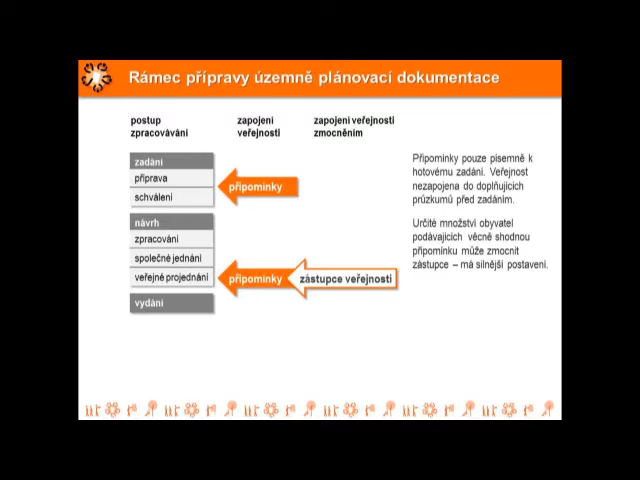 Rámec přípravy územně plánovací dokumentace
postup
zpracovávání
zapojení
veřejnosti
zapojení veřejnosti
zmocněním
zadání
příprava
schválení
připomínky
návrh
zpracování
společné jednání
veřejné projednání
připomínky
zástupce veřejnosti
vydání
Připomínky pouze písemně k
hotovému zadání. Veřejnost
nezapojena do doplňujících
průzkumů před zadáním.
Určité množství obyvatel
podávajících věcně shodnou
připomínku může zmocnit
zástupce – má silnější postavení.